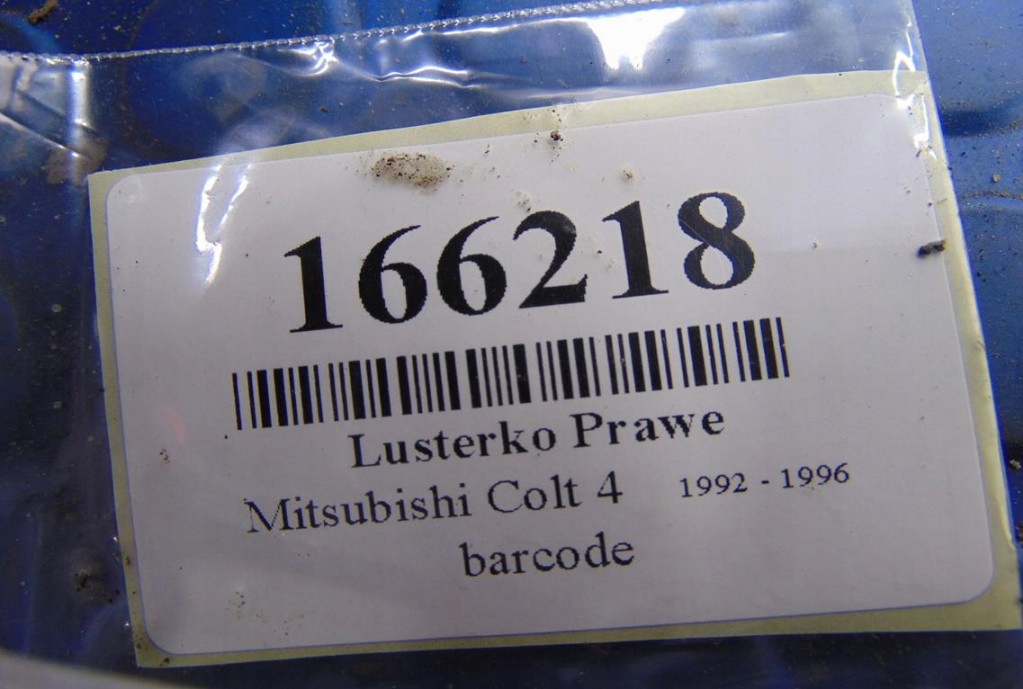 166218
Lusterko Prawe
Mitsubishi Colt 4 1992 - 1996
barcode